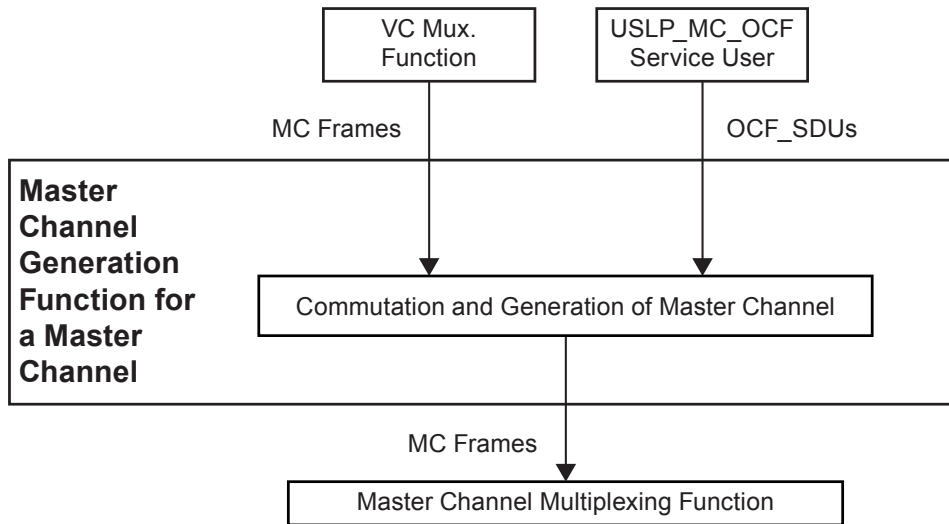 VC Mux.
Function
USLP_MC_OCF
Service User
MC Frames
OCF_SDUs
Master
Channel
Generation
Function for
a Master
Channel
Commutation and Generation of Master Channel
MC Frames
Master Channel Multiplexing Function